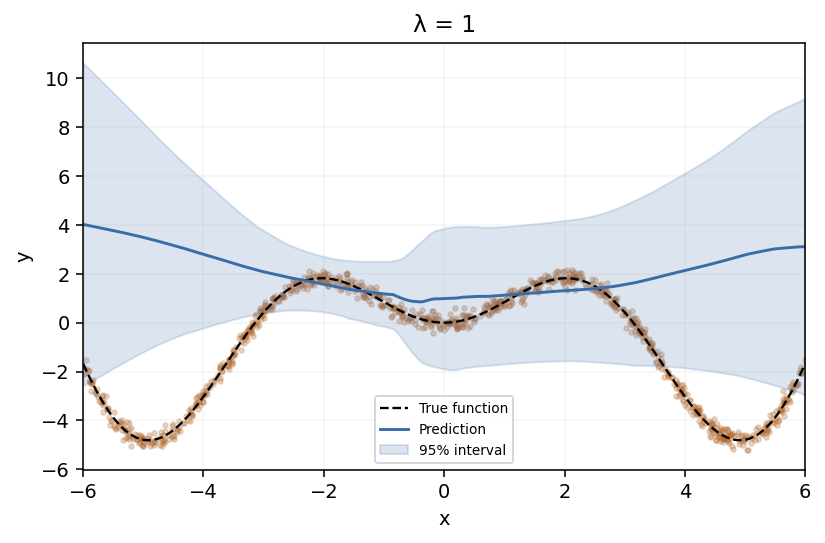 λ = 1
y
10
8
6
4
2
0
−2
−4
−6
True function
Prediction
95% interval
−6 −4 −2 0 2 4 6
x